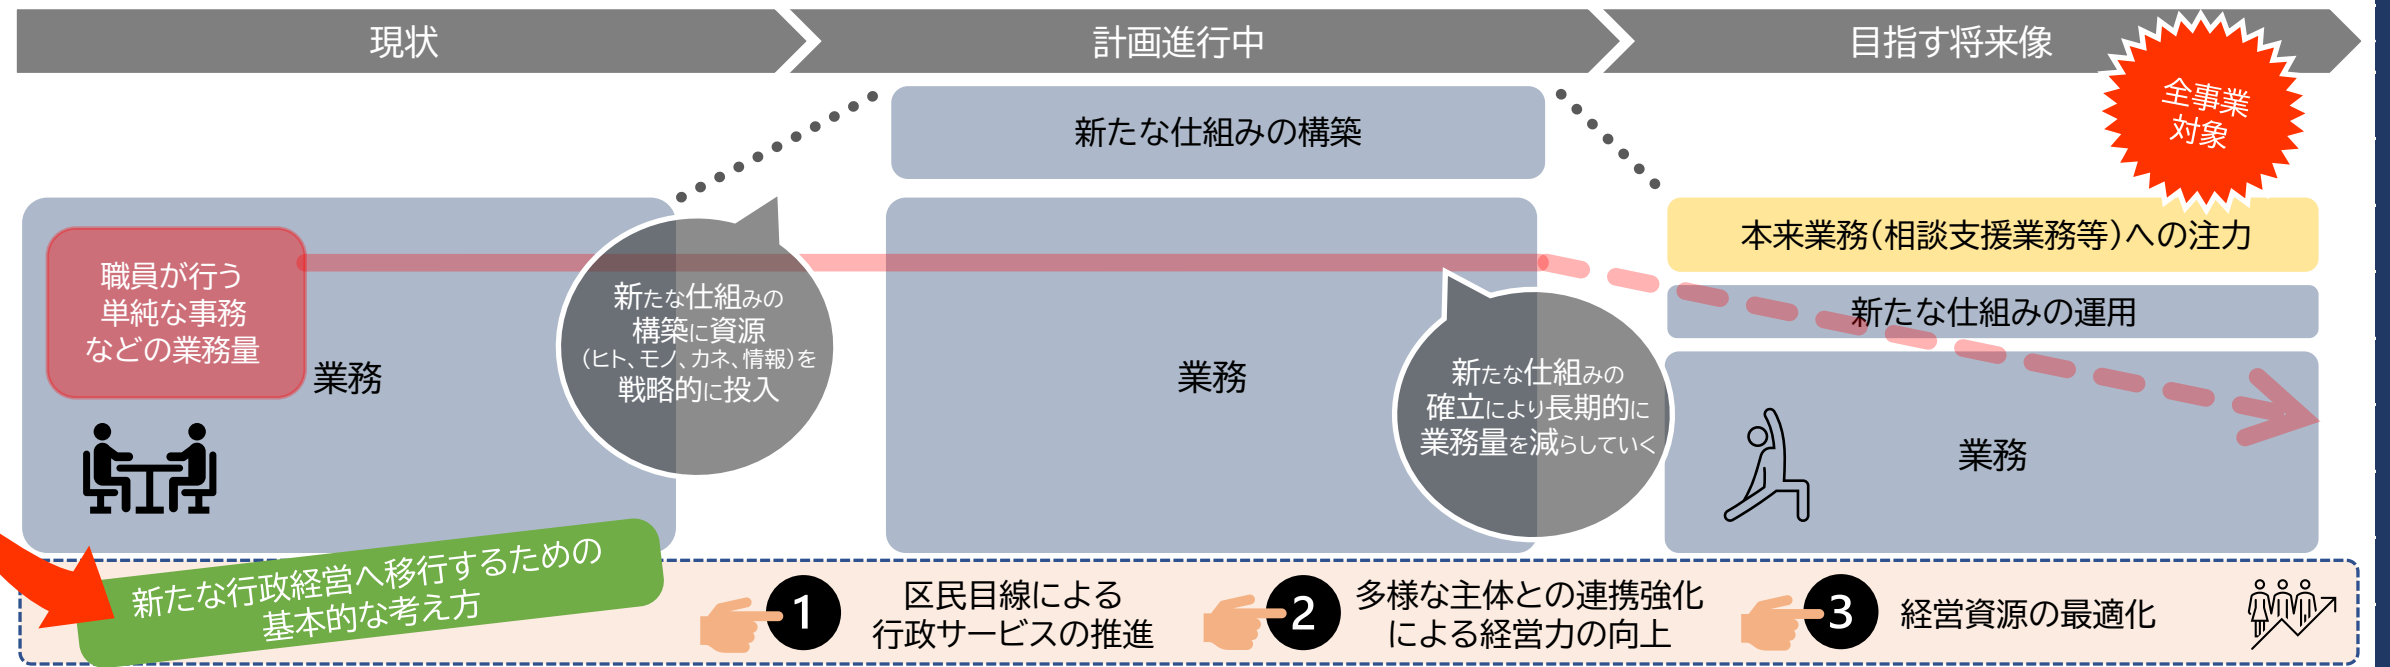 現状
計画進行中
目指す将来像
全事業
対象
新たな仕組みの構築
職員が行う
単純な事務
などの業務量
業務
新たな仕組みの
構築に資源
（ヒト、モノ、カネ、情報）を
戦略的に投入
業務
新たな仕組みの
確立により長期的に
業務量を減らしていく
本来業務（相談支援業務等）への注力
新たな仕組みの運用
業務
新たな行政経営へ移行するための
基本的な考え方
1
区民目線による
行政サービスの推進
2
多様な主体との連携強化
による経営力の向上
3
経営資源の最適化